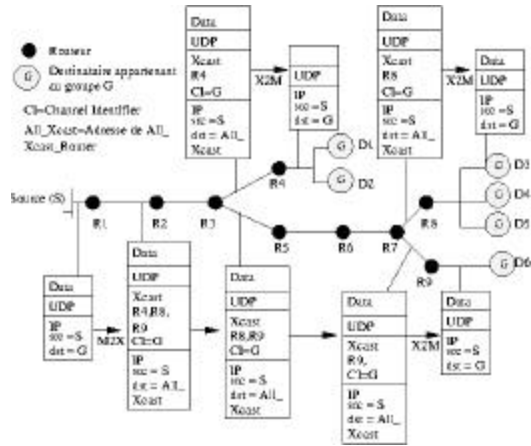 Routeur
Destinataire appartenant
au groupe G
CI=Channel Identifier
All_Xcast=Adresse de All_
Xcast_Router
Data
UDP
Xcast
R4
CI=G
IP
src =S
dst = All_
Xcast
X2M
UDP
IP
src =S
dst = G
Data
UDP
Xcast
R8
CI=G
IP
src =S
dst = All_
Xcast
X2M
Data
UDP
IP
src =S
dst = G
G
D1
G
D2
G
D3
G
D4
G
D5
G
D6
Source (S)
R1
R2
R3
R4
R5
R6
R7
R8
R9
Data
UDP
IP
src =S
dst = G
M2X
Data
UDP
Xcast
R4,R8,
R9
CI=G
IP
src =S
dst = All_
Xcast
Data
UDP
Xcast
R8,R9
CI=G
IP
src =S
dst = All_
Xcast
Data
UDP
Xcast
R9,
CI=G
IP
src =S
dst = All_
Xcast
X2M
Data
UDP
IP
src =S
dst = G